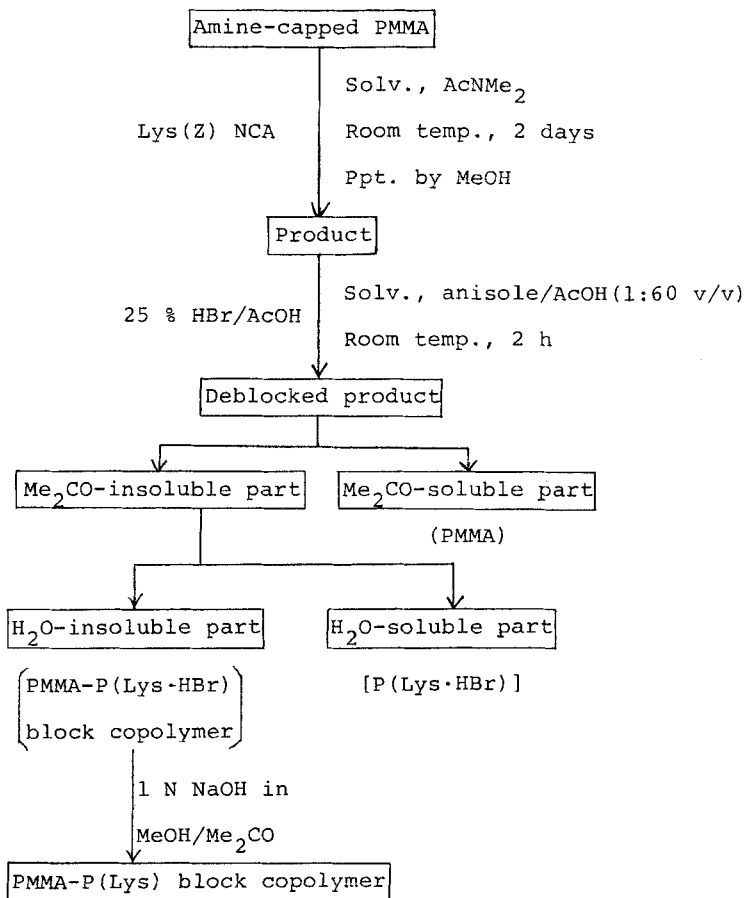 Amine-capped PMMA
Solv., AcNMe2
Lys(Z) NCA
Room temp., 2 days
Ppt. by MeOH
Product
Solv., anisole/AcOH(1:60 v/v)
25 % HBr/AcOH
Room temp., 2 h
Deblocked product
Me2CO-insoluble part
Me2CO-soluble part
(PMMA)
H2O-insoluble part
H2O-soluble part
PMMA-P(Lys·HBr)
block copolymer
[P(Lys·HBr)]
1 N NaOH in
MeOH/Me2CO
PMMA-P(Lys) block copolymer